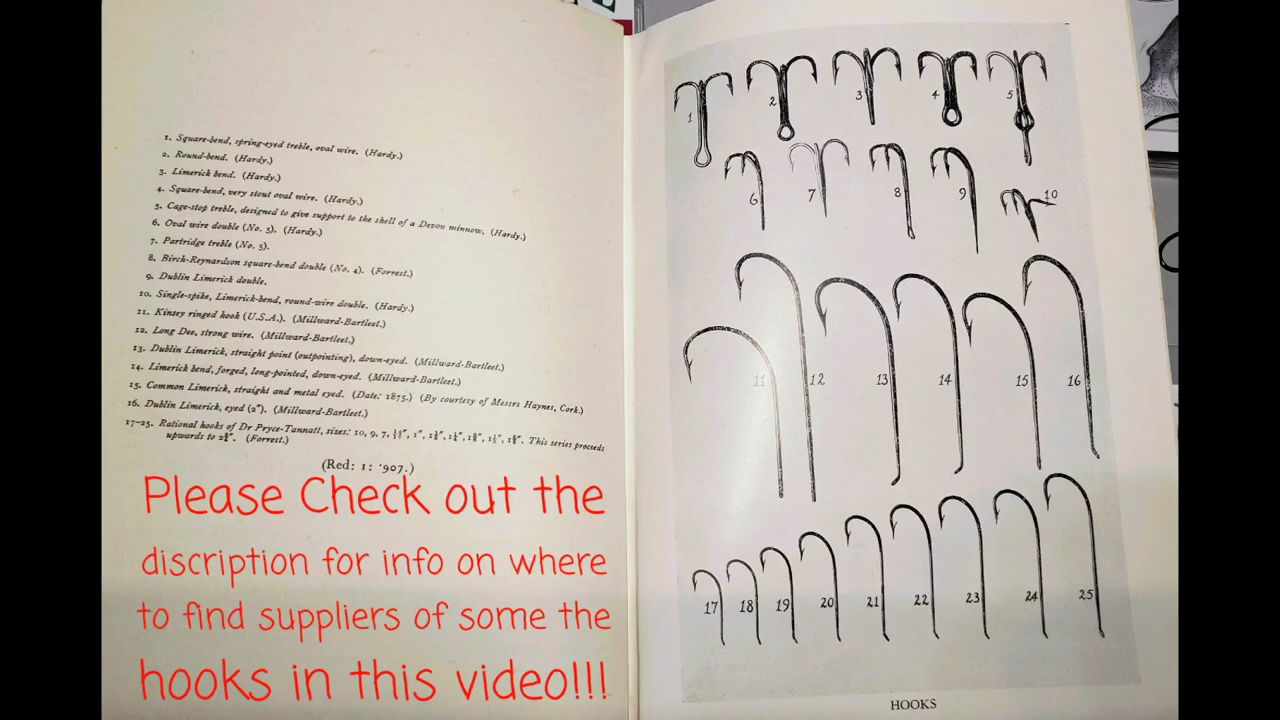 1. Square-bend, spring-eyed treble, oval wire. (Hardy.)
2. Round-bend. (Hardy.)
3. Limerick bend. (Hardy.)
4. Square-bend, very stout oval wire. (Hardy.)
5. Cage-stop treble, designed to give support to the shell of a Devon minnow. (Hardy.)
6. Oval wire double (No. 5). (Hardy.)
7. Partridge treble (No. 5).
8. Birch-Reynardson square-bend double (No. 4). (Forrest.)
9. Dublin Limerick double.
10. Single-spike, Limerick-bend, round-wire double. (Hardy.)
11. Kinsey ringed hook (U.S.A.). (Millward-Bartleet.)
12. Long Dee, strong wire. (Millward-Bartleet.)
13. Dublin Limerick, straight point (outpointing), down-eyed. (Millward-Bartleet.)
14. Limerick bend, forged, long-pointed, down-eyed. (Millward-Bartleet.)
15. Common Limerick, straight and metal eyed. (Date: 1875.) (By courtesy of Messrs Haynes, Cork.)
16. Dublin Limerick, eyed (2"). (Millward-Bartleet.)
17-25. Rational hooks of Dr Pryce-Tannatt, sizes: 10, 9, 7, 1", This series proceeds
upwards to (Forrest.)
(Red: 1: ·907.)
Please Check out the
discription for info on where
to find suppliers of some the
hooks in this video!!!
1 2 3 4 5
6 7 8 9 10
11 12 13 14 15 16
17 18 19 20 21 22 23 24 25
HOOKS